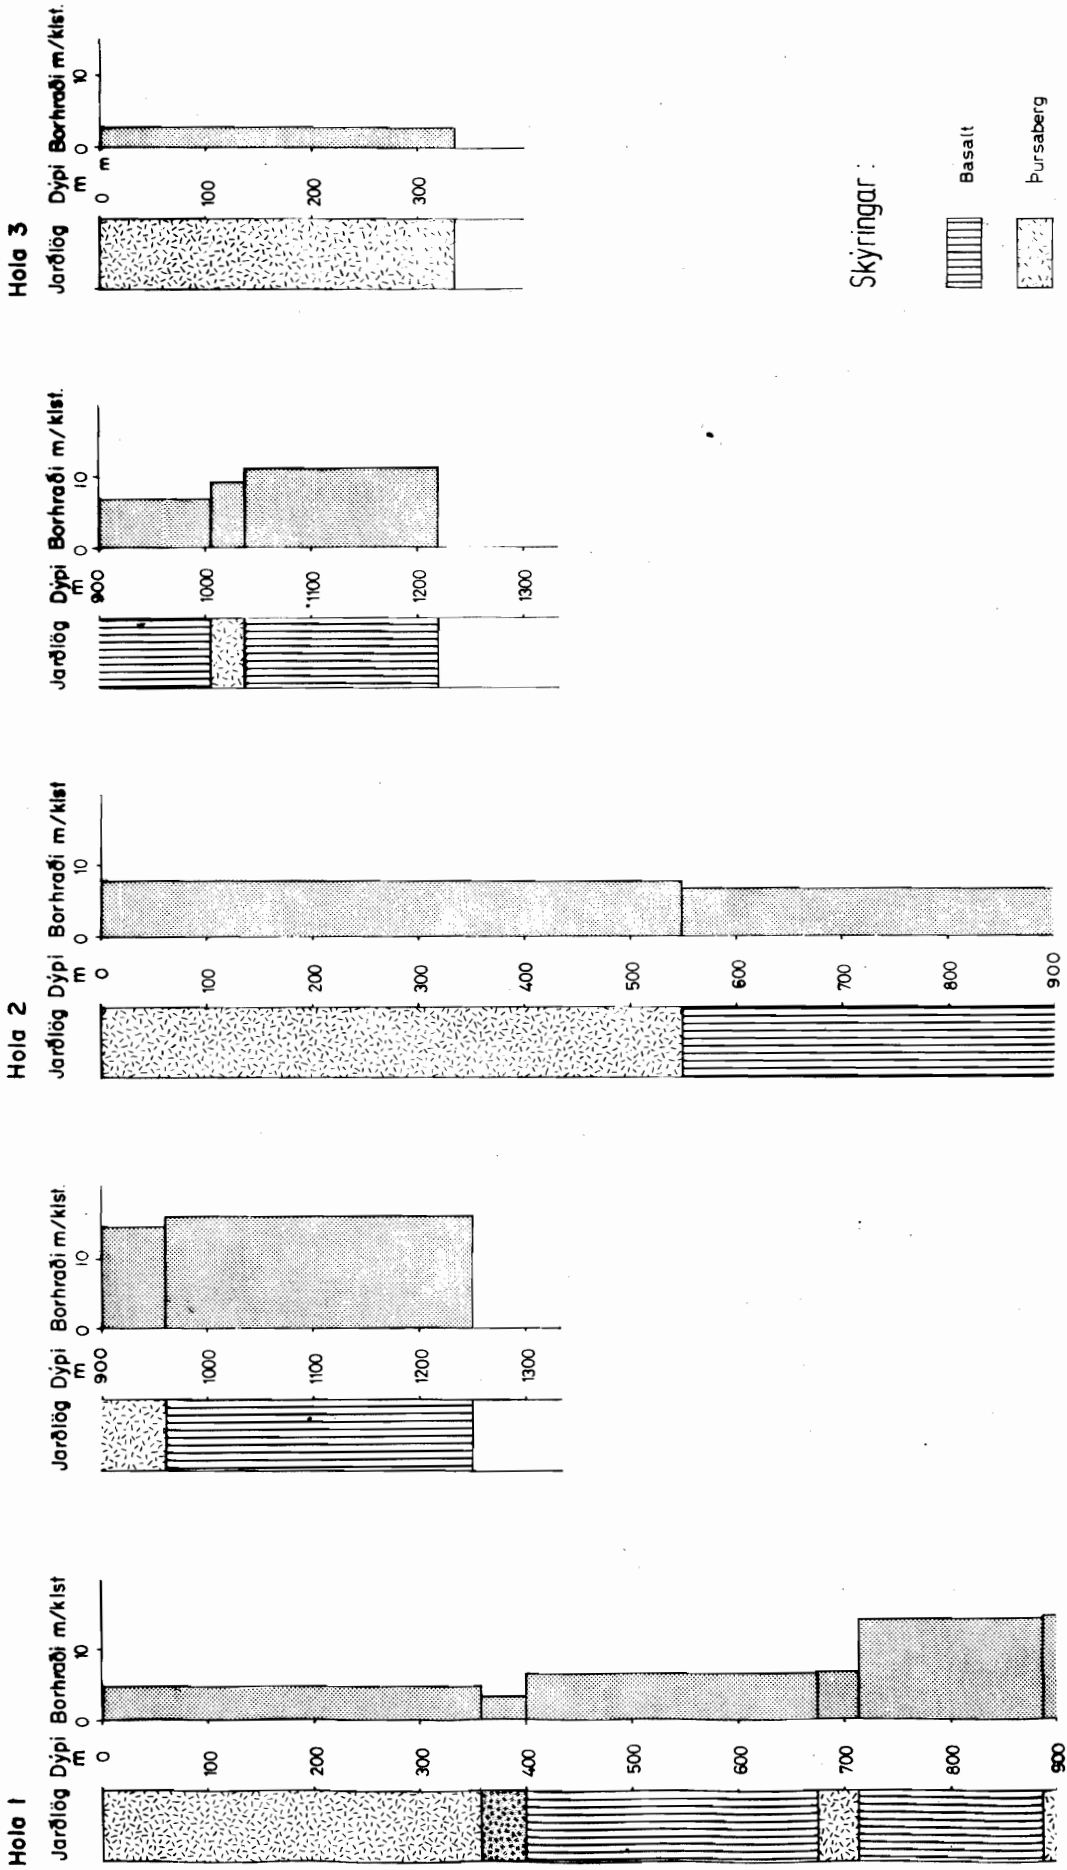 Hola 1
Jarðlög Dýpi Borhraði m/klst
m 0 10
0
100
200
300
400
500
600
700
800
900
Jarðlög Dýpi Borhraði m/klst.
m 0 10
900
1000
1100
1200
1300
Hola 2
Jarðlög Dýpi Borhraði m/klst
m 0 10
0
100
200
300
400
500
600
700
800
900
Jarðlög Dýpi Borhraði m/klst.
m 0 10
900
1000
1100
1200
1300
Hola 3
Jarðlög Dýpi Borhraði m/klst.
m m 0 10
0
100
200
300
Skýringar :
Basalt
Þursaberg